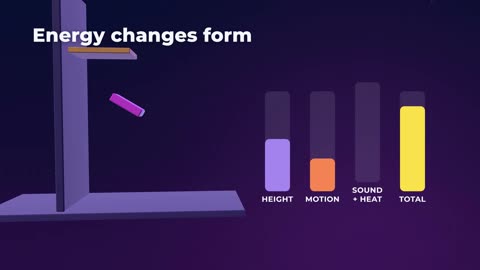 Energy changes form
HEIGHT
MOTION
SOUND
+ HEAT
TOTAL